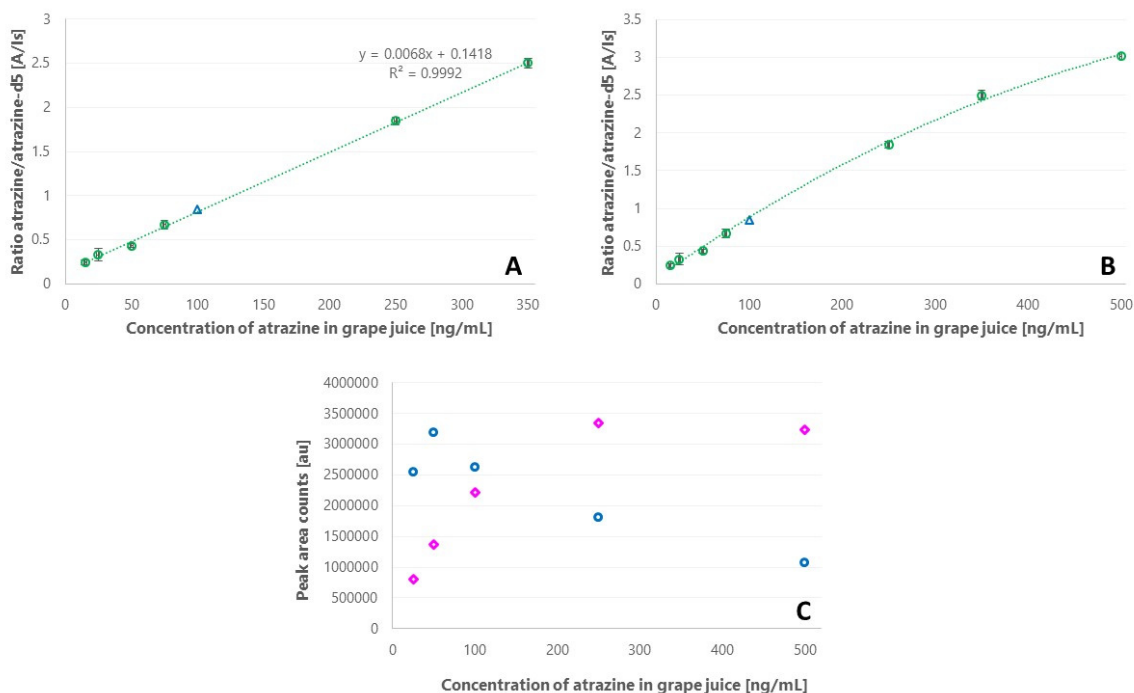 Ratio atrazine/atrazine-d5 [A/Is]
3
2.5
2
1.5
1
0.5
0
y = 0.0068x + 0.1418
R² = 0.9992
A
0 50 100 150 200 250 300 350
Concentration of atrazine in grape juice [ng/mL]
Ratio atrazine/atrazine-d5 [A/Is]
3.5
3
2.5
2
1.5
1
0.5
0
B
0 100 200 300 400 500
Concentration of atrazine in grape juice [ng/mL]
Peak area counts [au]
4000000
3500000
3000000
2500000
2000000
1500000
1000000
500000
0
C
0 100 200 300 400 500
Concentration of atrazine in grape juice [ng/mL]